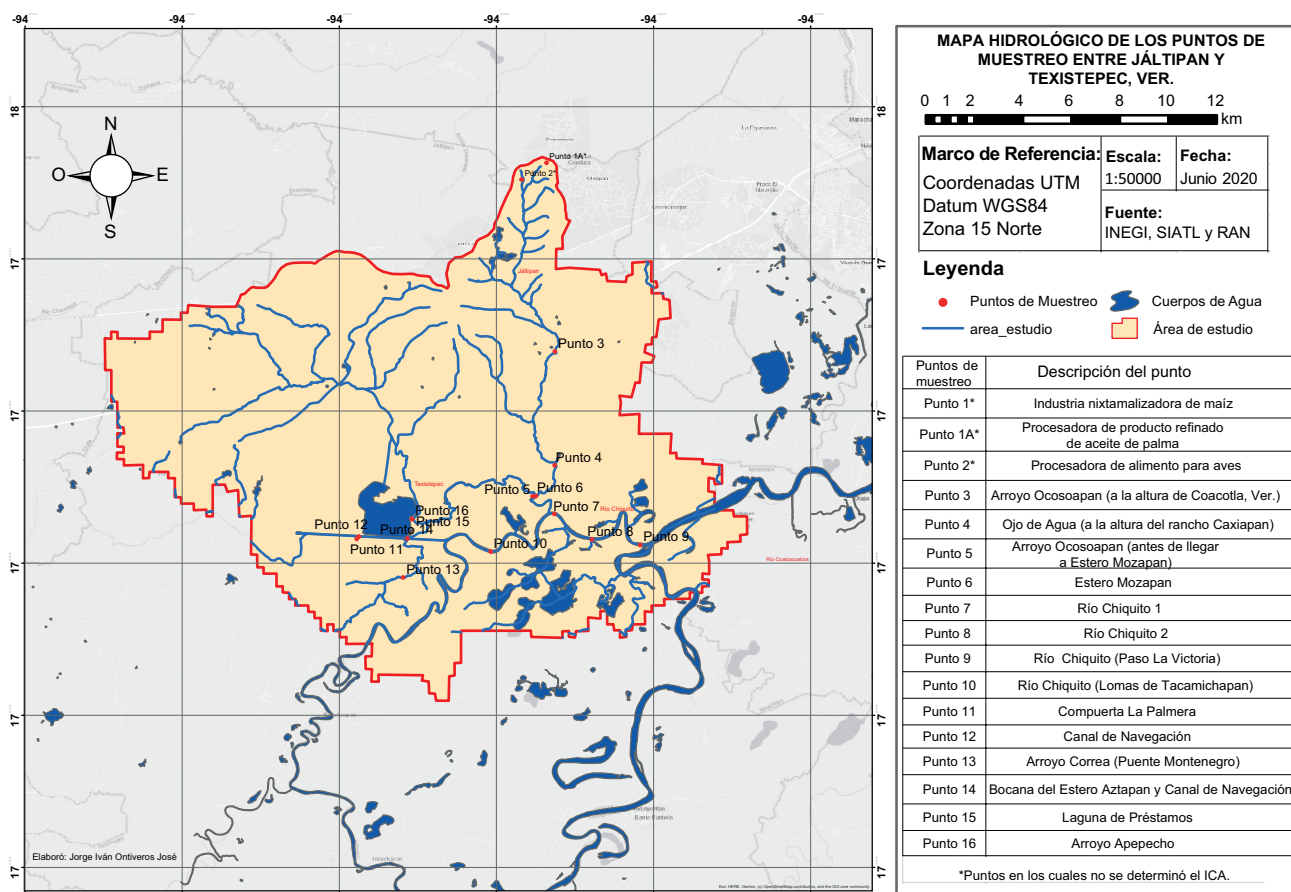 -94 -94 -94 -94 -94 -94
18
17
17
17
17
17
18
17
17
17
17
17
N
O E
S
Punto 1A*
Punto 2*
Jáltipan
Punto 3
Punto 4
Texistepec
Punto 5 Punto 6
Punto 7
Río Chiquito
Punto 8
Punto 9
Punto 16
Punto 15
Punto 14
Punto 12
Punto 11
Punto 10
Punto 13
Río Coatzacoalcos
La Esperanza
Elaboró: Jorge Iván Ontiveros José
MAPA HIDROLÓGICO DE LOS PUNTOS DE
MUESTREO ENTRE JÁLTIPAN Y
TEXISTEPEC, VER.
0 1 2 4 6 8 10 12
km
Marco de Referencia:
Coordenadas UTM
Datum WGS84
Zona 15 Norte
Escala:
1:50000
Fecha:
Junio 2020
Fuente:
INEGI, SIATL y RAN
Leyenda
Puntos de Muestreo
Cuerpos de Agua
area_estudio
Área de estudio
Puntos de
muestreo
Descripción del punto
Punto 1* Industria nixtamalizadora de maíz
Punto 1A* Procesadora de producto refinado
de aceite de palma
Punto 2* Procesadora de alimento para aves
Punto 3 Arroyo Ocosoapan (a la altura de Coacotla, Ver.)
Punto 4 Ojo de Agua (a la altura del rancho Caxiapan)
Punto 5 Arroyo Ocosoapan (antes de llegar
a Estero Mozapan)
Punto 6 Estero Mozapan
Punto 7 Río Chiquito 1
Punto 8 Río Chiquito 2
Punto 9 Río Chiquito (Paso La Victoria)
Punto 10 Río Chiquito (Lomas de Tacamichapan)
Punto 11 Compuerta La Palmera
Punto 12 Canal de Navegación
Punto 13 Arroyo Correa (Puente Montenegro)
Punto 14 Bocana del Estero Aztapan y Canal de Navegación
Punto 15 Laguna de Préstamos
Punto 16 Arroyo Apepecho
*Puntos en los cuales no se determinó el ICA.